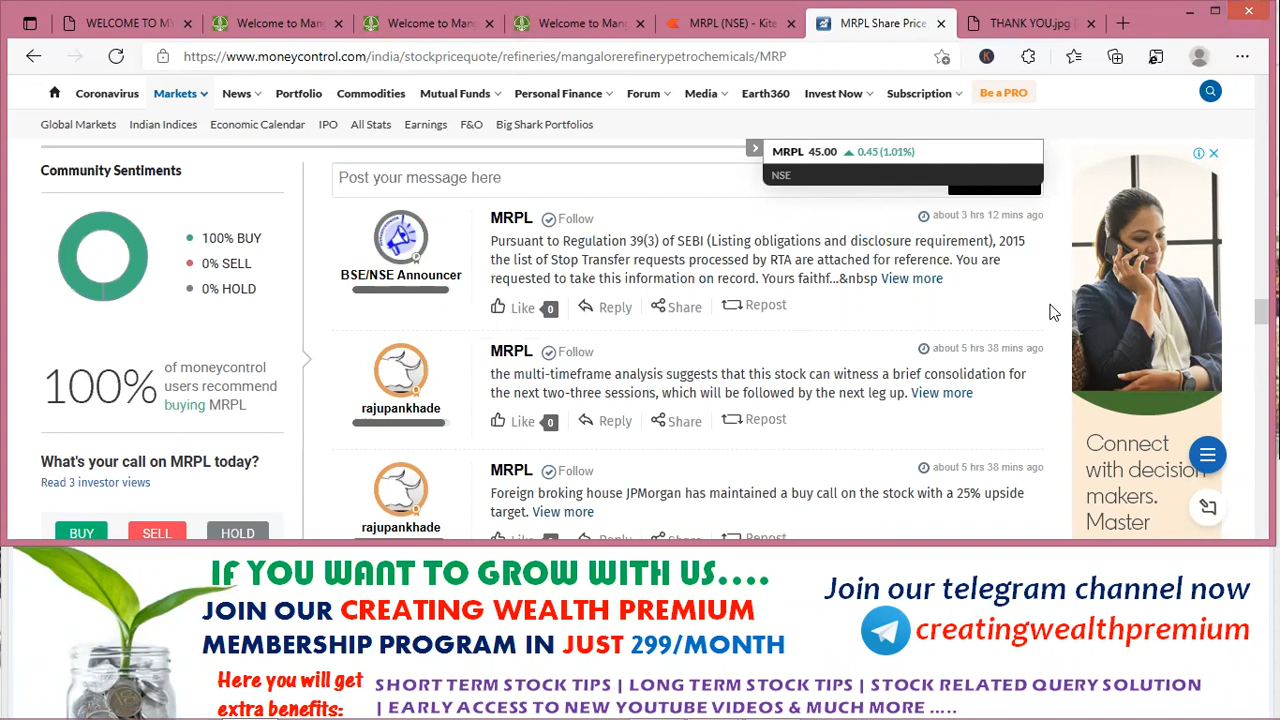 WELCOME TO MY
Welcome to Mang
Welcome to Mang
Welcome to Mang
MRPL (NSE) - Kite
MRPL Share Price
THANK YOU.jpg
https://www.moneycontrol.com/india/stockpricequote/refineries/mangalorerefinerypetrochemicals/MRP
Coronavirus Markets News Portfolio Commodities Mutual Funds Personal Finance Forum Media Earth360 Invest Now Subscription Be a PRO
Global Markets Indian Indices Economic Calendar IPO All Stats Earnings F&O Big Shark Portfolios
MRPL 45.00 0.45 (1.01%)
NSE
Community Sentiments
100% BUY
0% SELL
0% HOLD
100% of moneycontrol
users recommend
buying MRPL
What's your call on MRPL today?
Read 3 investor views
BUY SELL HOLD
Post your message here
BSE/NSE Announcer
MRPL Follow about 3 hrs 12 mins ago
Pursuant to Regulation 39(3) of SEBI (Listing obligations and disclosure requirement), 2015
the list of Stop Transfer requests processed by RTA are attached for reference. You are
requested to take this information on record. Yours faithf...&nbsp View more
Like 0 Reply Share Repost
rajupankhade
MRPL Follow about 5 hrs 38 mins ago
the multi-timeframe analysis suggests that this stock can witness a brief consolidation for
the next two-three sessions, which will be followed by the next leg up. View more
Like 0 Reply Share Repost
rajupankhade
MRPL Follow about 5 hrs 38 mins ago
Foreign broking house JPMorgan has maintained a buy call on the stock with a 25% upside
target. View more
Like Reply Share Repost
Connect
with decision
makers.
Master
IF YOU WANT TO GROW WITH US....
JOIN OUR CREATING WEALTH PREMIUM
MEMBERSHIP PROGRAM IN JUST 299/MONTH
Join our telegram channel now
creatingwealthpremium
Here you will get
extra benefits:
SHORT TERM STOCK TIPS | LONG TERM STOCK TIPS | STOCK RELATED QUERY SOLUTION
| EARLY ACCESS TO NEW YOUTUBE VIDEOS & MUCH MORE .....